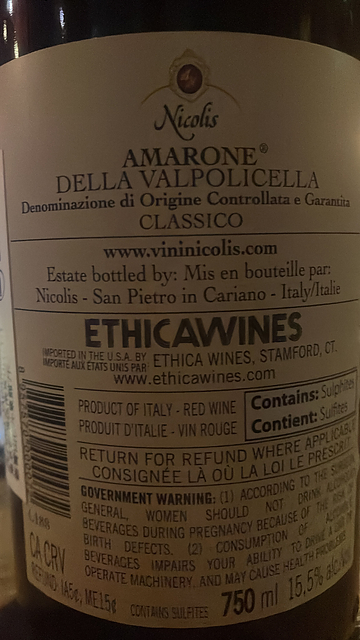 Nicolis
AMARONE®
DELLA VALPOLICELLA
Denominazione di Origine Controllata e Garantita
CLASSICO
www.vininicolis.com
Estate bottled by: Mis en bouteille par:
Nicolis - San Pietro in Cariano - Italy/Italie
ETHICAWINES
IMPORTED IN THE U.S.A. BY
IMPORTÉ AUX ÉTATS UNIS PAR
ETHICA WINES, STAMFORD, CT.
www.ethicawines.com
PRODUCT OF ITALY - RED WINE
PRODUIT D'ITALIE - VIN ROUGE
Contains: Sulphites
Contient: Sulfites
RETURN FOR REFUND WHERE APPLICABLE
CONSIGNÉE LÀ OÙ LA LOI LE PRESCRIT
GOVERNMENT WARNING: (1) ACCORDING TO THE SURGEON
GENERAL, WOMEN SHOULD NOT DRINK ALCOHOLIC
BEVERAGES DURING PREGNANCY BECAUSE OF THE RISK OF
BIRTH DEFECTS. (2) CONSUMPTION OF ALCOHOLIC
BEVERAGES IMPAIRS YOUR ABILITY TO DRIVE A CAR OR
OPERATE MACHINERY, AND MAY CAUSE HEALTH PROBLEMS.
CA CRV
REFUND IA5¢, ME15¢
CONTAINS SULFITES
750 ml 15,5% alc./vol.